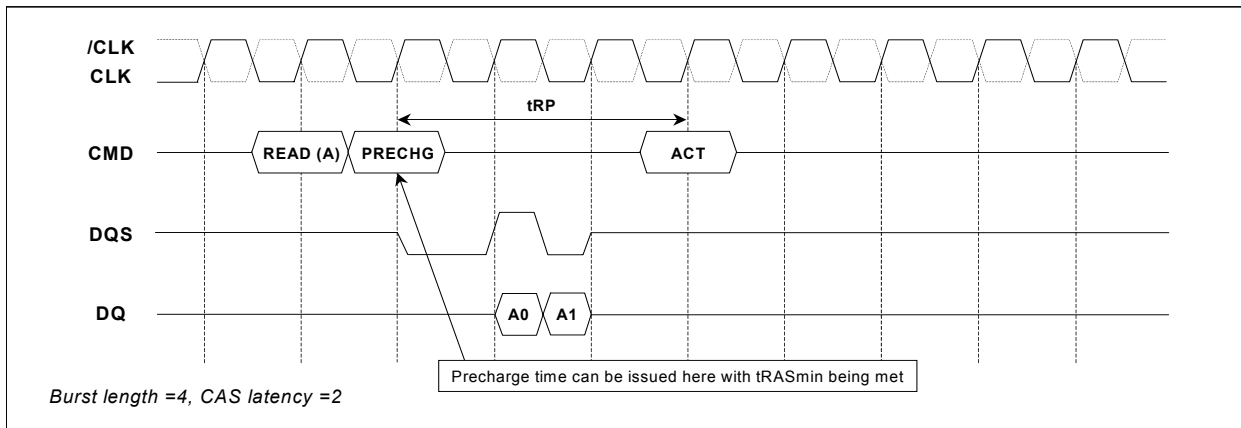 /CLK
CLK
tRP
CMD READ (A) PRECHG ACT
DQS
DQ A0 A1
Precharge time can be issued here with tRASmin being met
Burst length =4, CAS latency =2